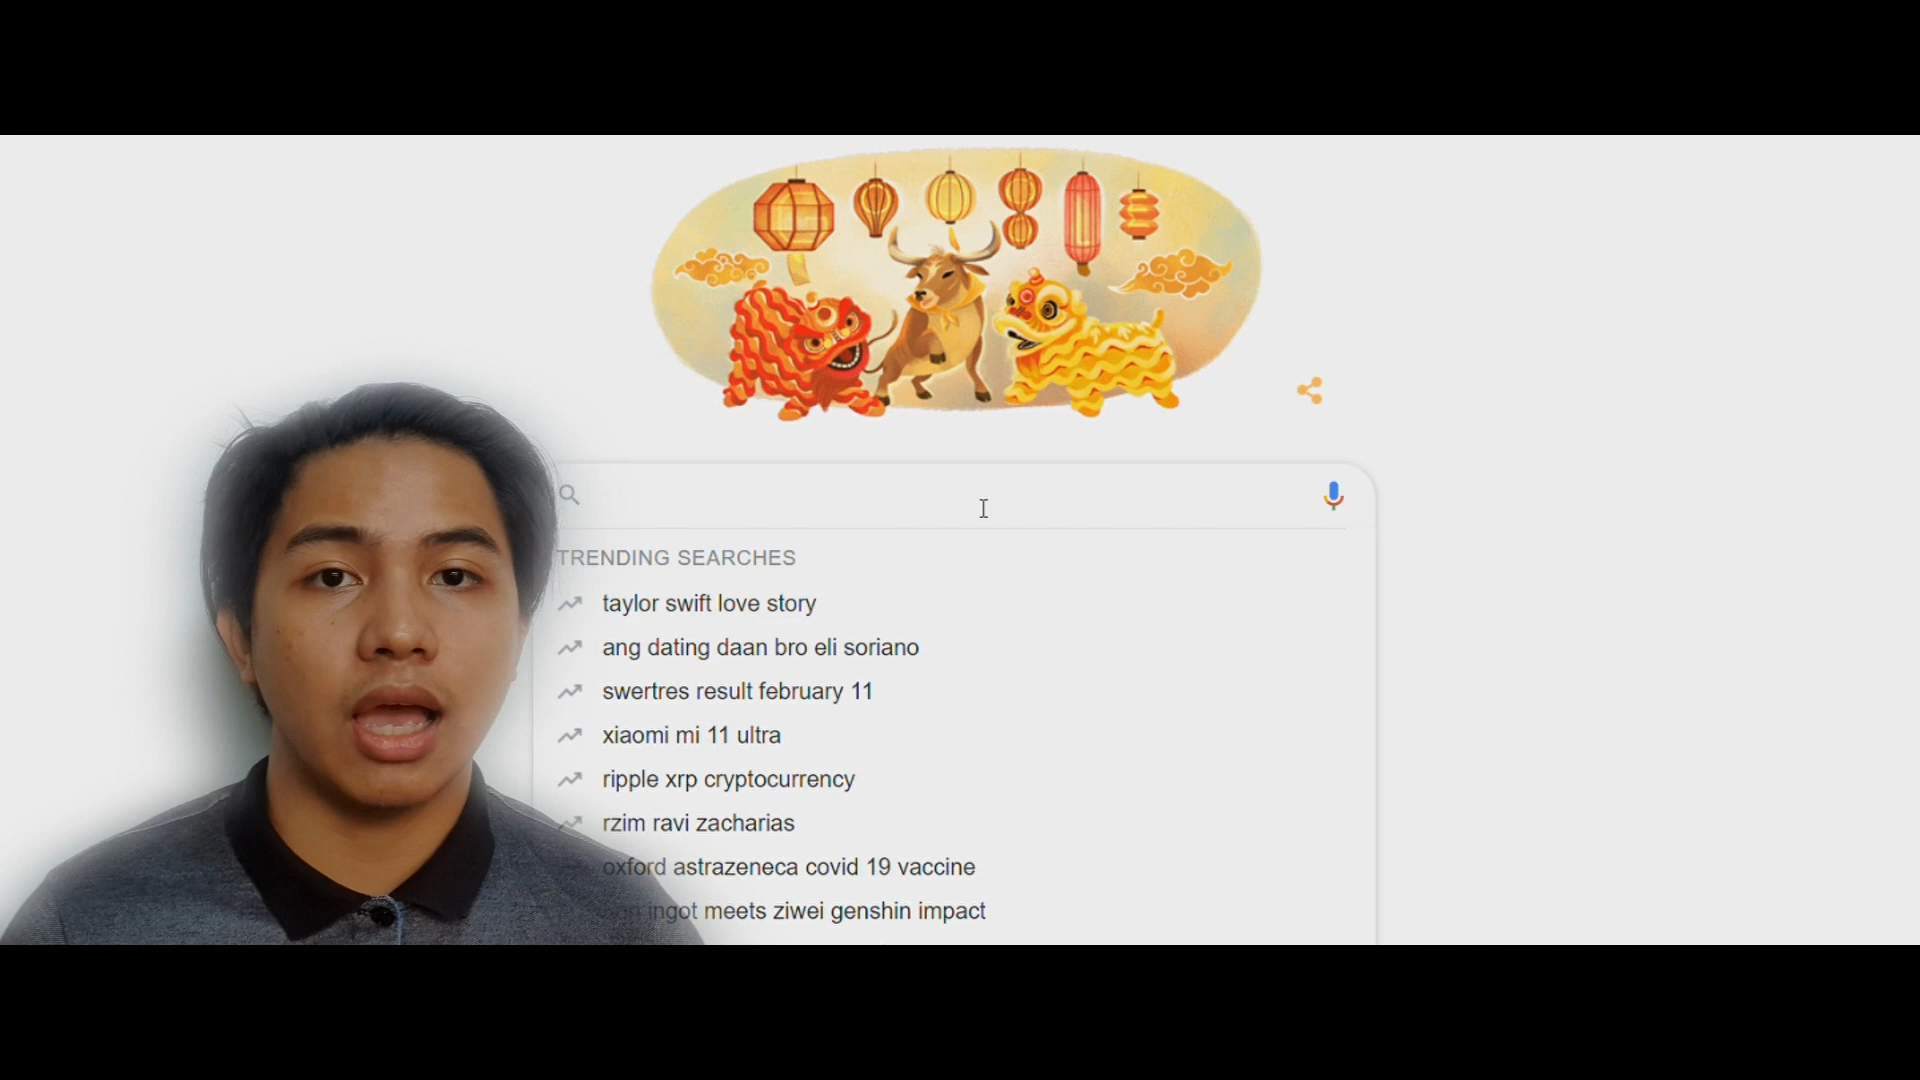 TRENDING SEARCHES
taylor swift love story
ang dating daan bro eli soriano
swertres result february 11
xiaomi mi 11 ultra
ripple xrp cryptocurrency
rzim ravi zacharias
oxford astrazeneca covid 19 vaccine
ingot meets ziwei genshin impact